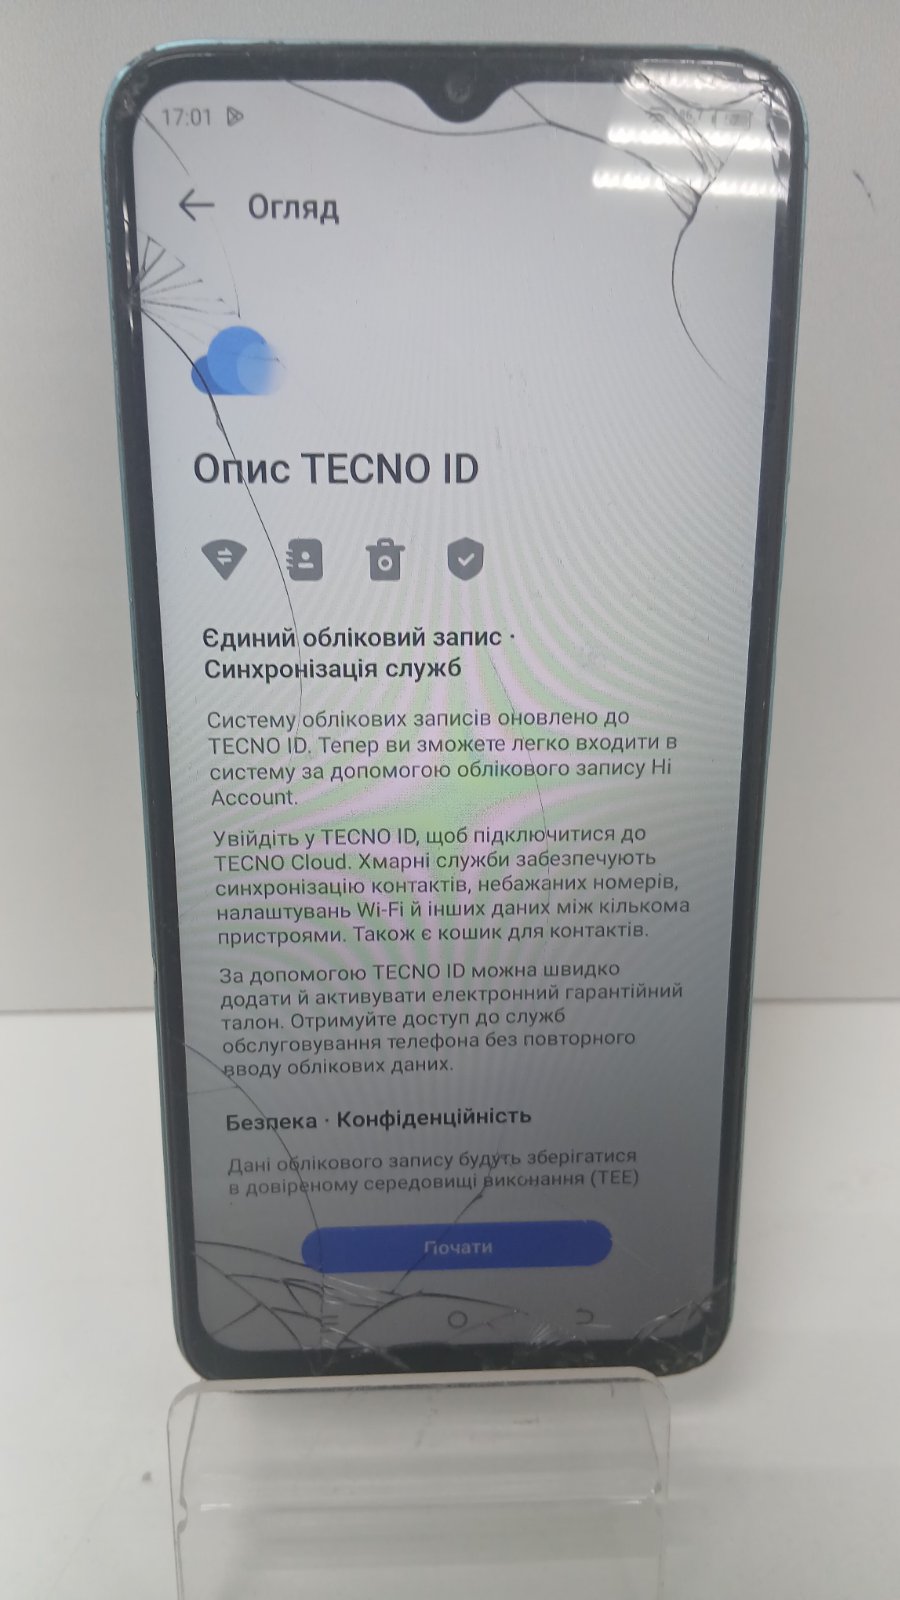 17:01
Огляд
Опис TECNO ID
Єдиний обліковий запис ·
Синхронізація служб
Систему облікових записів оновлено до
TECNO ID. Тепер ви зможете легко входити в
систему за допомогою облікового запису Hi
Account.
Увійдіть у TECNO ID, щоб підключитися до
TECNO Cloud. Хмарні служби забезпечують
синхронізацію контактів, небажаних номерів,
налаштувань Wi-Fi й інших даних між кількома
пристроями. Також є кошик для контактів.
За допомогою TECNO ID можна швидко
додати й активувати електронний гарантійний
талон. Отримуйте доступ до служб
обслуговування телефона без повторного
вводу облікових даних.
Безпека · Конфіденційність
Дані облікового запису будуть зберігатися
в довіреному середовищі виконання (TEE)
Почати